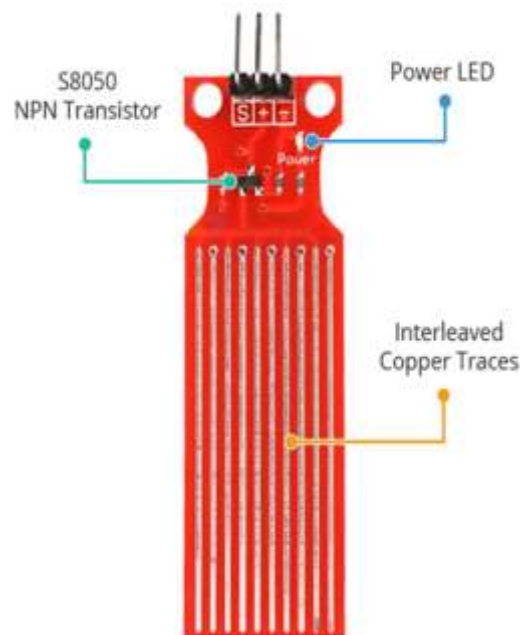 S8050
NPN Transistor
Power LED
S + -
Power
Interleaved
Copper Traces